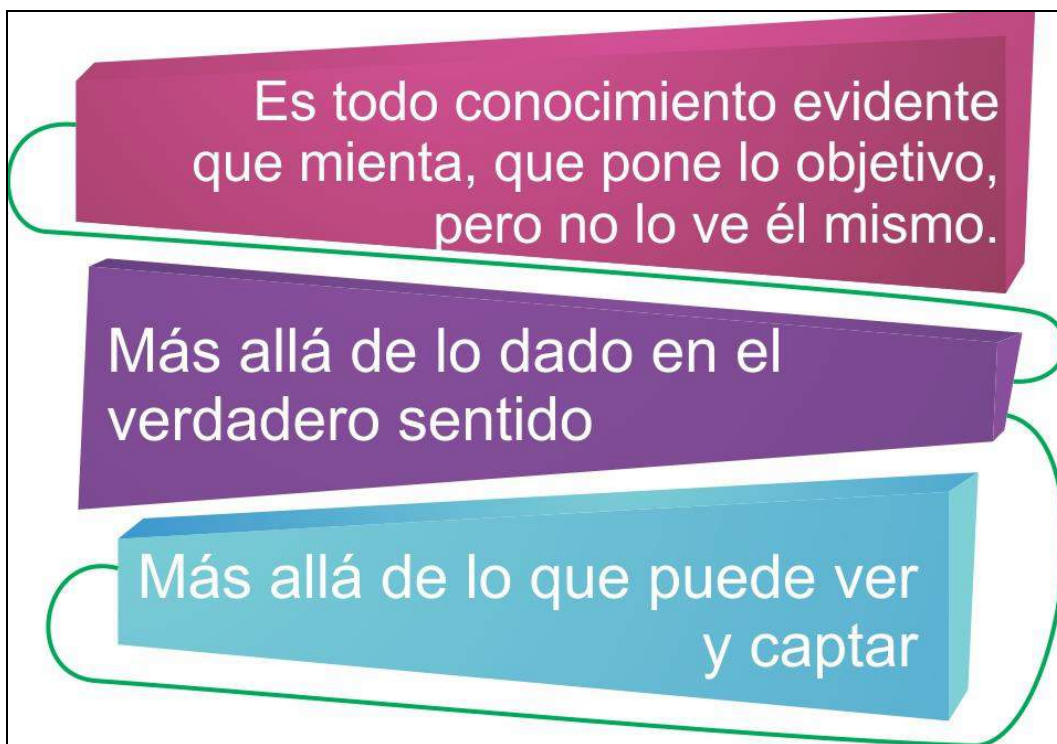 Es todo conocimiento evidente
que mienta, que pone lo objetivo,
pero no lo ve él mismo.
Más allá de lo dado en el
verdadero sentido
Más allá de lo que puede ver
y captar